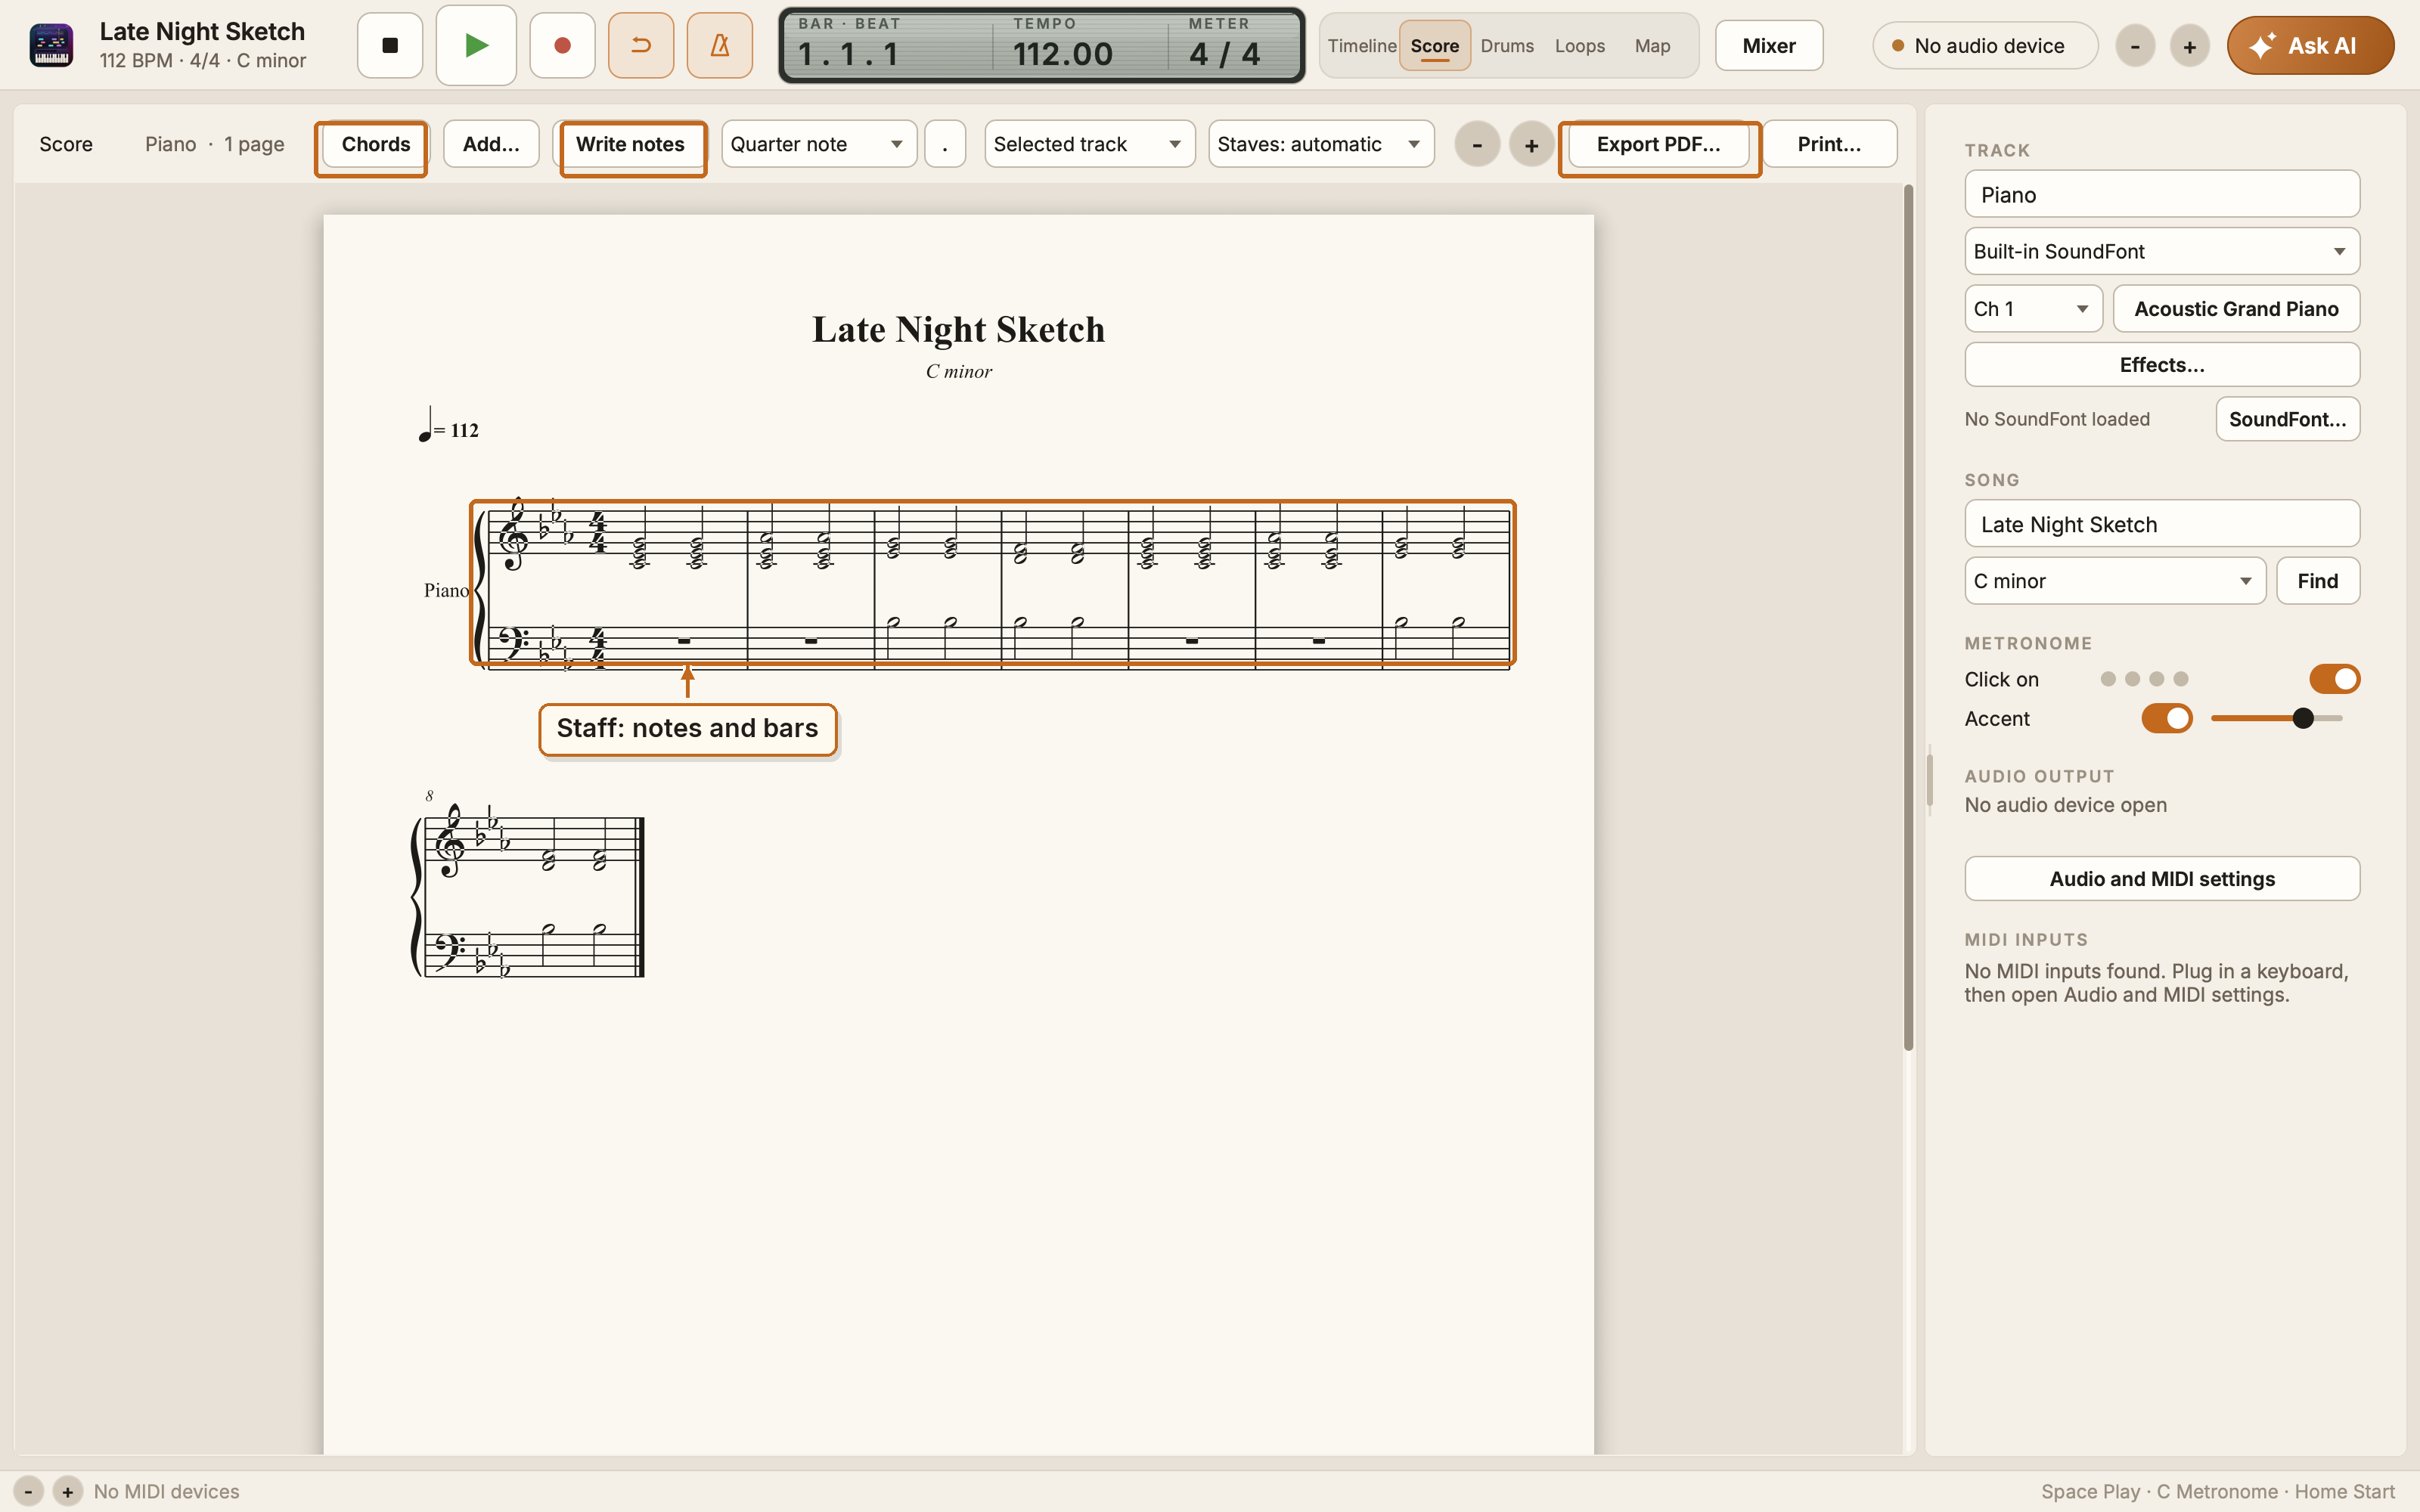 Late Night Sketch
112 BPM · 4/4 · C minor
BAR · BEAT
1 . 1 . 1
TEMPO
112.00
METER
4 / 4
Timeline
Score
Drums
Loops
Map
Mixer
No audio device
-
+
Ask AI
Score
Piano · 1 page
Chords
Add...
Write notes
Quarter note
.
Selected track
Staves: automatic
-
+
Export PDF...
Print...
Late Night Sketch
C minor
= 112
Piano
4
4
4
4
Staff: notes and bars
8
TRACK
Piano
Built-in SoundFont
Ch 1
Acoustic Grand Piano
Effects...
No SoundFont loaded
SoundFont...
SONG
Late Night Sketch
C minor
Find
METRONOME
Click on
Accent
AUDIO OUTPUT
No audio device open
Audio and MIDI settings
MIDI INPUTS
No MIDI inputs found. Plug in a keyboard,
then open Audio and MIDI settings.
-
+
No MIDI devices
Space Play · C Metronome · Home Start